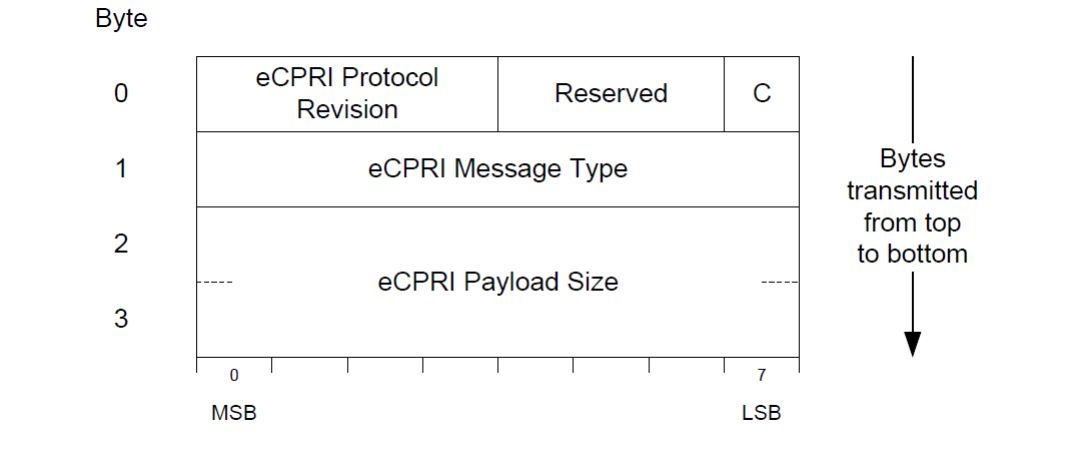 Byte
0
eCPRI Protocol
Revision
Reserved
C
1
eCPRI Message Type
2
eCPRI Payload Size
3
Bytes
transmitted
from top
to bottom
0
7
MSB
LSB